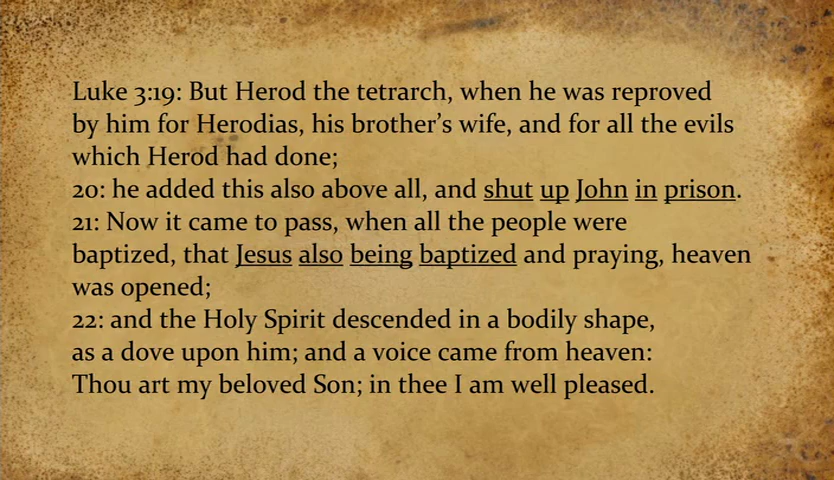 Luke 3:19: But Herod the tetrarch, when he was reproved
by him for Herodias, his brother’s wife, and for all the evils
which Herod had done;
20: he added this also above all, and shut up John in prison.
21: Now it came to pass, when all the people were
baptized, that Jesus also being baptized and praying, heaven
was opened;
22: and the Holy Spirit descended in a bodily shape,
as a dove upon him; and a voice came from heaven:
Thou art my beloved Son; in thee I am well pleased.